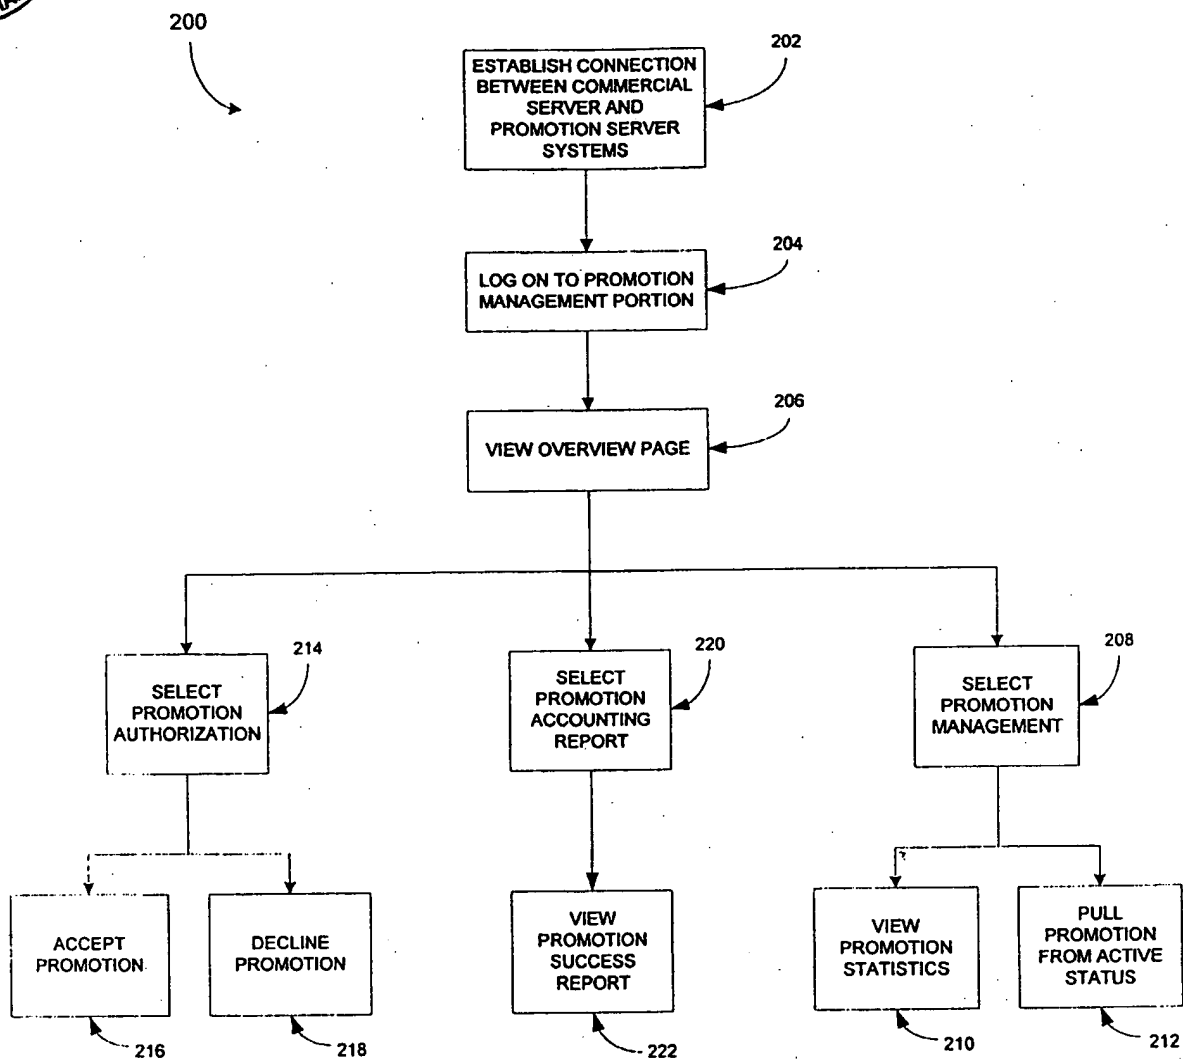 200
202
ESTABLISH CONNECTION
BETWEEN COMMERCIAL
SERVER AND
PROMOTION SERVER
SYSTEMS
204
LOG ON TO PROMOTION
MANAGEMENT PORTION
206
VIEW OVERVIEW PAGE
214
SELECT
PROMOTION
AUTHORIZATION
220
SELECT
PROMOTION
ACCOUNTING
REPORT
208
SELECT
PROMOTION
MANAGEMENT
ACCEPT
PROMOTION
216
DECLINE
PROMOTION
218
VIEW
PROMOTION
SUCCESS
REPORT
222
VIEW
PROMOTION
STATISTICS
210
PULL
PROMOTION
FROM ACTIVE
STATUS
212